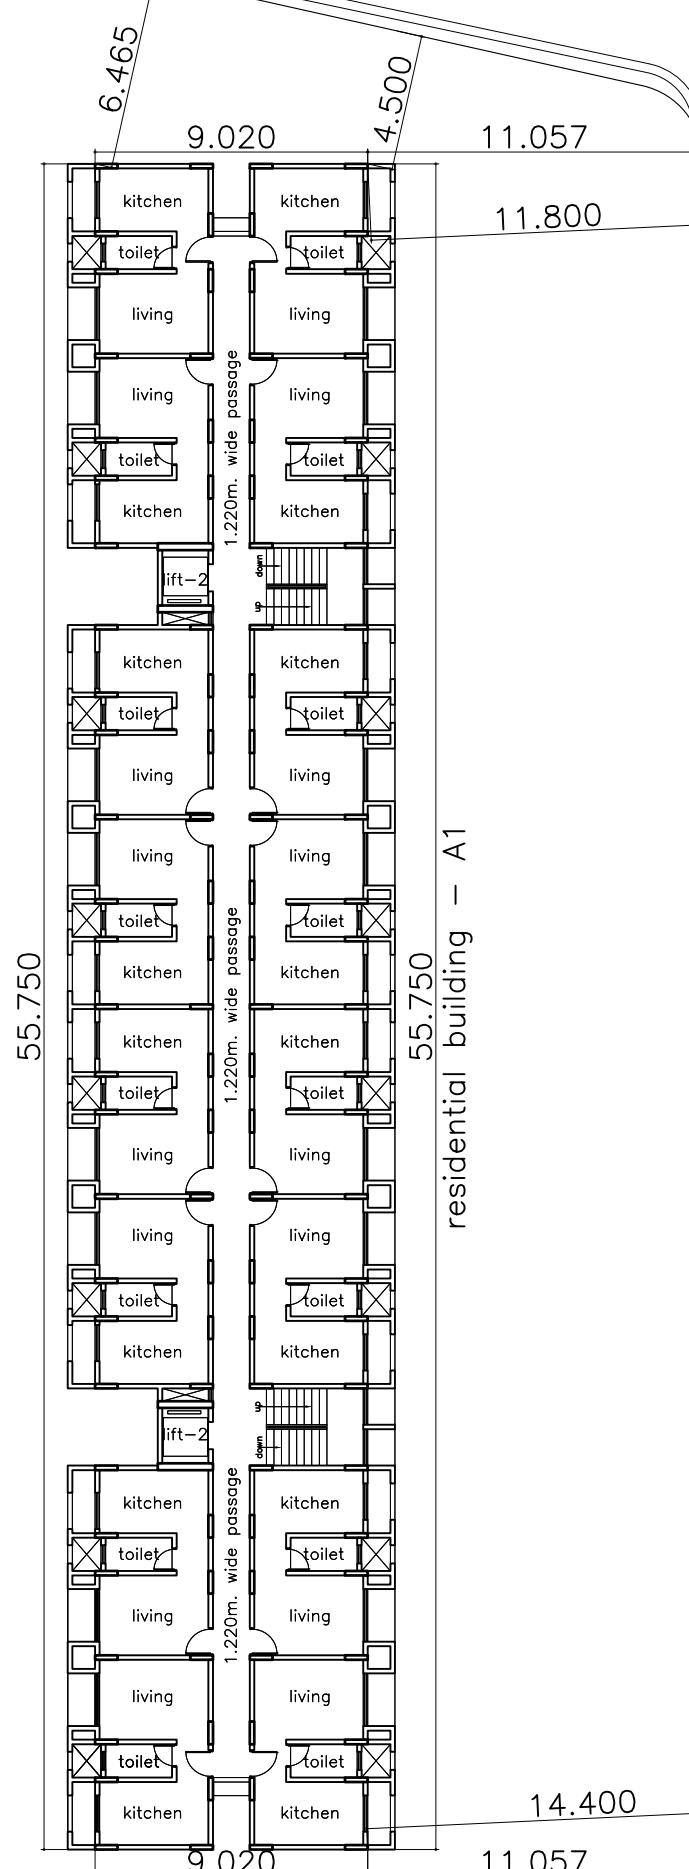 6.465
4.500
9.020
11.057
kitchen kitchen
11.800
toilet toilet
living living
living living
1.220m. wide passage
toilet toilet
kitchen kitchen
lift-2
down
up
kitchen kitchen
toilet toilet
living living
living living
toilet toilet
1.220m. wide passage
kitchen kitchen
55.750
55.750
residential building - A1
kitchen kitchen
toilet toilet
living living
living living
toilet toilet
kitchen kitchen
up
lift-2
down
kitchen kitchen
toilet toilet
1.220m. wide passage
living living
living living
toilet toilet
kitchen kitchen
14.400
9.020
11.057